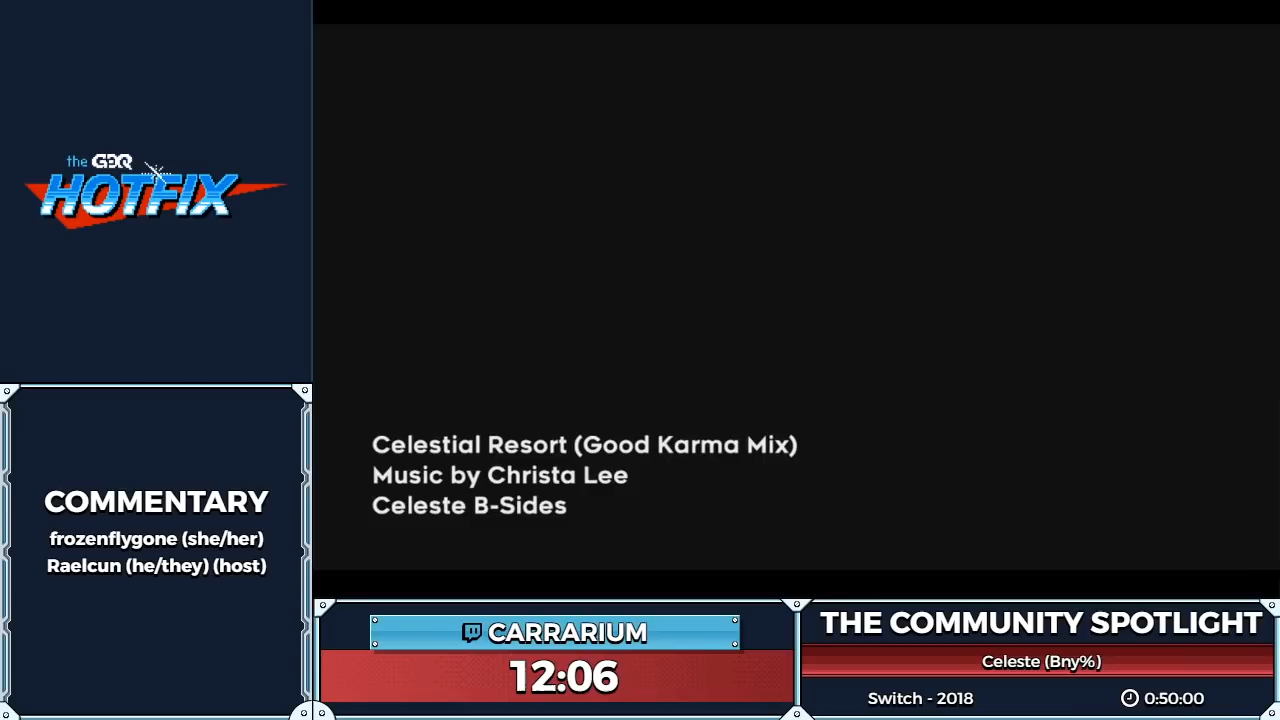 the GDQ
HOTFIX
Celestial Resort (Good Karma Mix)
Music by Christa Lee
Celeste B-Sides
COMMENTARY
frozenflygone (she/her)
Raelcun (he/they) (host)
CARRARIUM
12:06
THE COMMUNITY SPOTLIGHT
Celeste (Bny%)
Switch - 2018
0:50:00